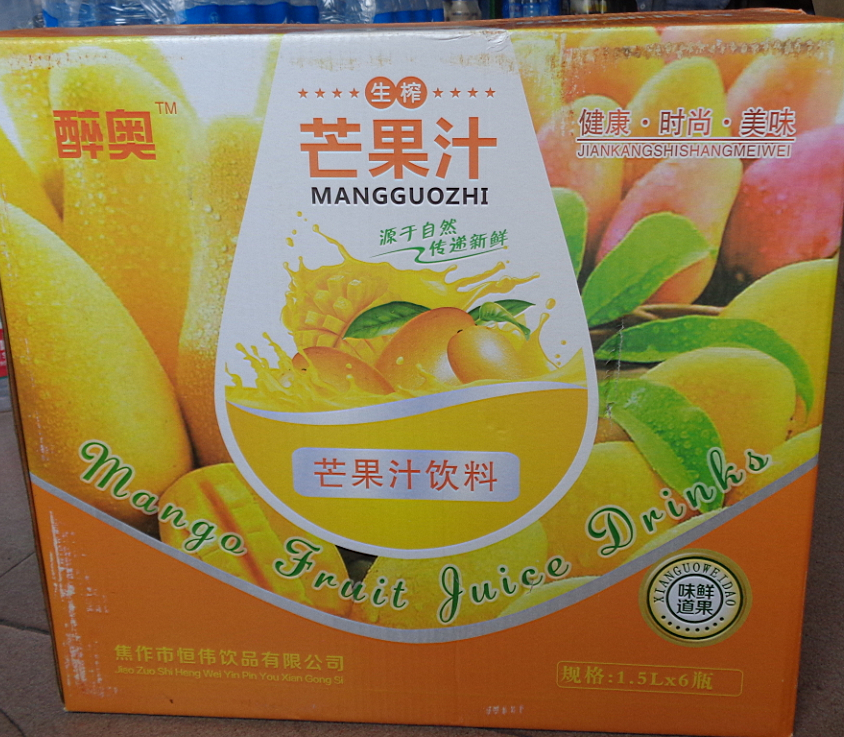 醉奥™
生榨
芒果汁
MANGGUOZHI
健康·时尚·美味
JIANKANGSHISHANGMEIWEI
源于自然
传递新鲜
芒果汁饮料
Mango Fruit Juice Drinks
XIANGUOWEIDAO
鲜果
味道
焦作市恒伟饮品有限公司
Jiao Zuo Shi Heng Wei Yin Pin You Xian Gong Si
规格:1.5Lx6瓶